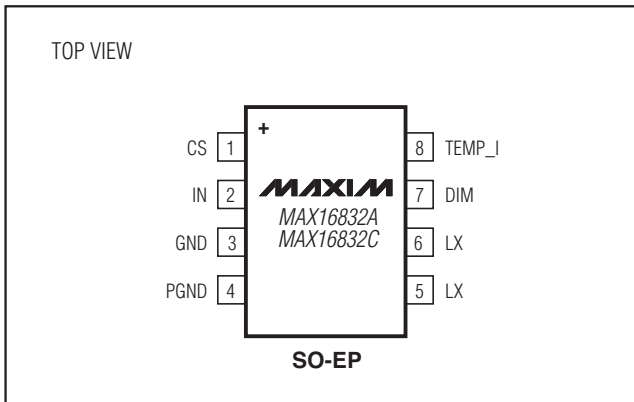 TOP VIEW
+
CS 1
8 TEMP_I
IN 2
MAXIM
7 DIM
MAX16832A
MAX16832C
GND 3
6 LX
PGND 4
5 LX
SO-EP